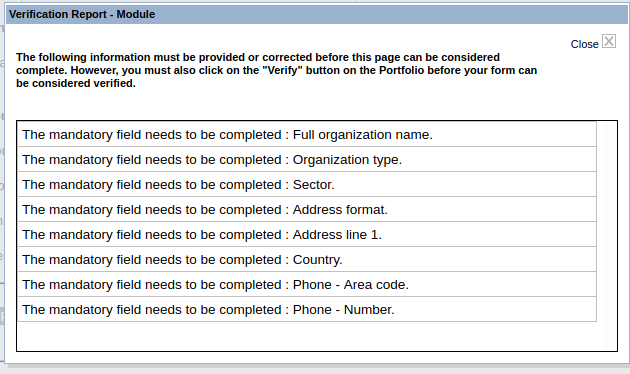 Verification Report - Module
Close
The following information must be provided or corrected before this page can be considered
complete. However, you must also click on the "Verify" button on the Portfolio before your form can
be considered verified.
The mandatory field needs to be completed : Full organization name.
The mandatory field needs to be completed : Organization type.
The mandatory field needs to be completed : Sector.
The mandatory field needs to be completed : Address format.
The mandatory field needs to be completed : Address line 1.
The mandatory field needs to be completed : Country.
The mandatory field needs to be completed : Phone - Area code.
The mandatory field needs to be completed : Phone - Number.